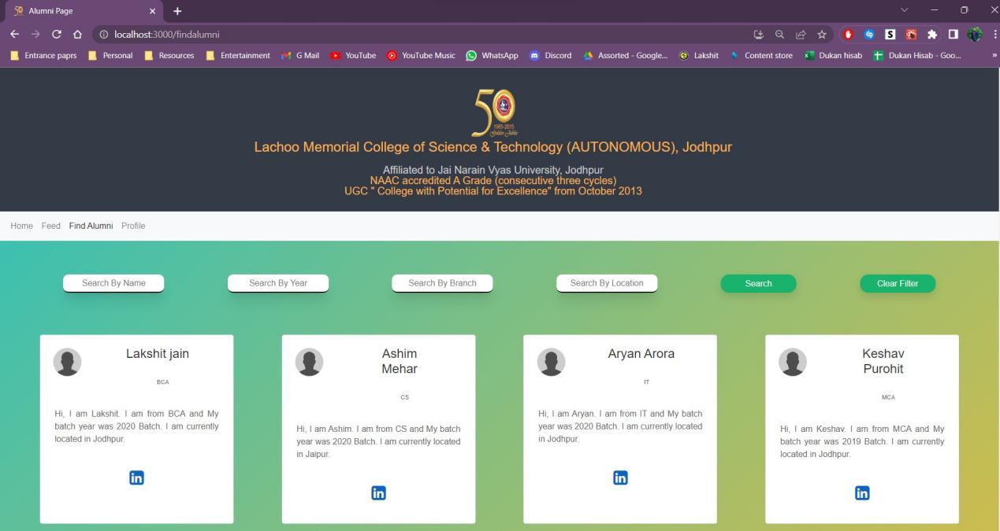 Alumni Page
localhost:3000/findalumni
Entrance paprs Personal Resources Entertainment G Mail YouTube YouTube Music WhatsApp Discord Assorted - Google... Lakshit Content store Dukan hisab Dukan Hisab - Goo... »
50
1965-2015
Golden Jubilee
Lachoo Memorial College of Science & Technology (AUTONOMOUS), Jodhpur
Affiliated to Jai Narain Vyas University, Jodhpur
NAAC accredited A Grade (consecutive three cycles)
UGC " College with Potential for Excellence" from October 2013
Home Feed Find Alumni Profile
Search By Name Search By Year Search By Branch Search By Location Search Clear Filter
Lakshit jain
BCA
Hi, I am Lakshit. I am from BCA and My
batch year was 2020 Batch. I am currently
located in Jodhpur.
in
Ashim
Mehar
CS
Hi, I am Ashim. I am from CS and My batch
year was 2020 Batch. I am currently located
in Jaipur.
in
Aryan Arora
IT
Hi, I am Aryan. I am from IT and My batch
year was 2020 Batch. I am currently located
in Jodhpur.
in
Keshav
Purohit
MCA
Hi, I am Keshav. I am from MCA and My
batch year was 2019 Batch. I am currently
located in Jodhpur.
in